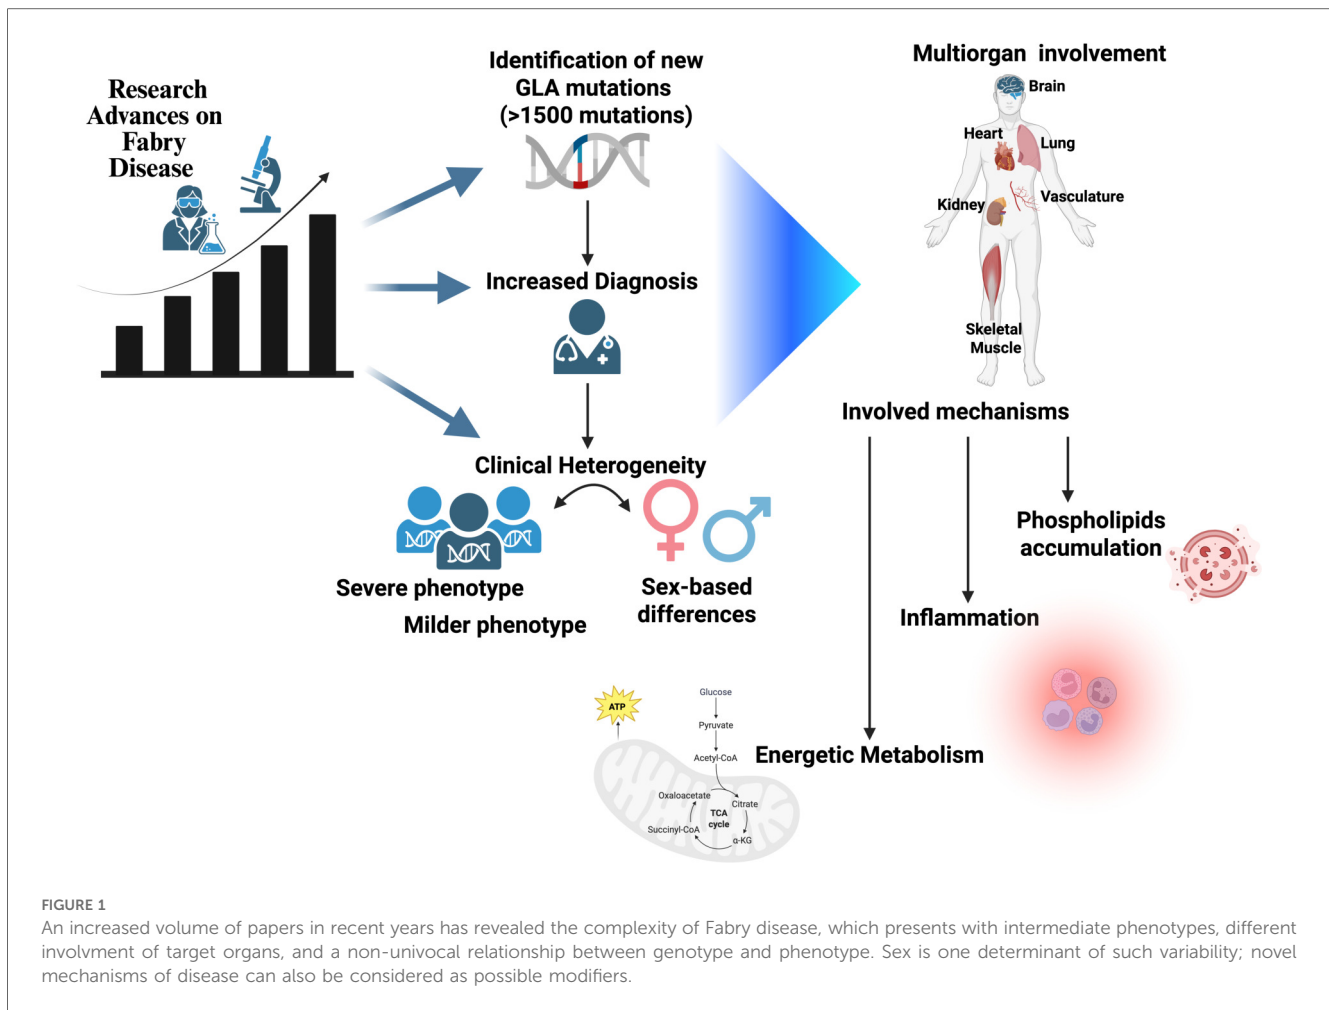 Research
Advances on
Fabry
Disease
Identification of new
GLA mutations
(>1500 mutations)
Increased Diagnosis
Clinical Heterogeneity
Severe phenotype
Milder phenotype
Sex-based
differences
Multiorgan involvement
Brain
Heart
Lung
Kidney
Vasculature
Skeletal
Muscle
Involved mechanisms
Phospholipids
accumulation
Inflammation
Energetic Metabolism
ATP
Glucose
Pyruvate
Acetyl-CoA
Oxaloacetate
Citrate
TCA
cycle
Succinyl-CoA
α-KG
FIGURE 1
An increased volume of papers in recent years has revealed the complexity of Fabry disease, which presents with intermediate phenotypes, different
involvment of target organs, and a non-univocal relationship between genotype and phenotype. Sex is one determinant of such variability; novel
mechanisms of disease can also be considered as possible modifiers.